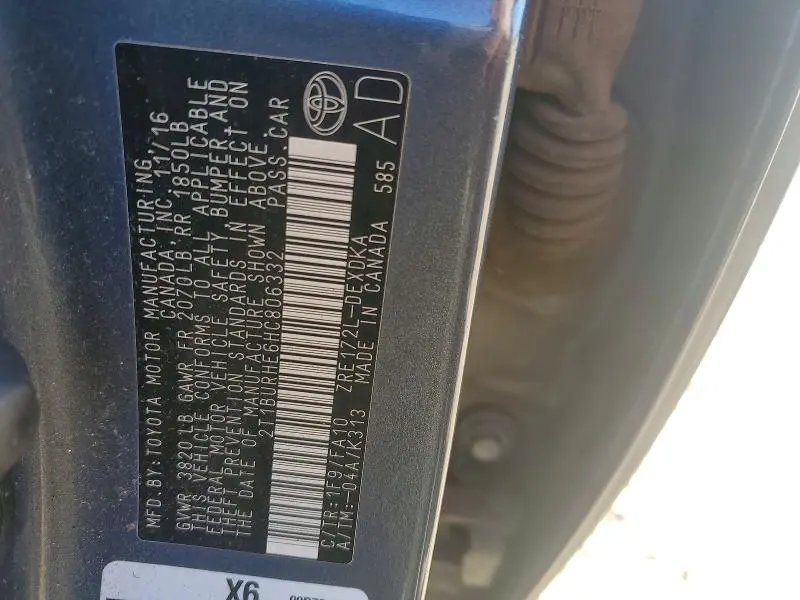 MFD.BY:TOYOTA MOTOR MANUFACTURING
CANADA,INC. 11/16
GVWR 3820 LB GAWR FR 2070LB.RR 1850LB
THIS VEHICLE CONFORMS TO ALL APPLICABLE
FEDERAL MOTOR VEHICLE SAFETY,BUMPER,AND
THEFT PREVENTION STANDARDS IN EFFECT ON
THE DATE OF MANUFACTURE SHOWN ABOVE.
2T1BURHE6HC806332 PASS.CAR
C/TR:1F9/FA10 ZRE172L-DEXDKA
A/TM:-04A/K313 MADE IN CANADA 585
AD
X6